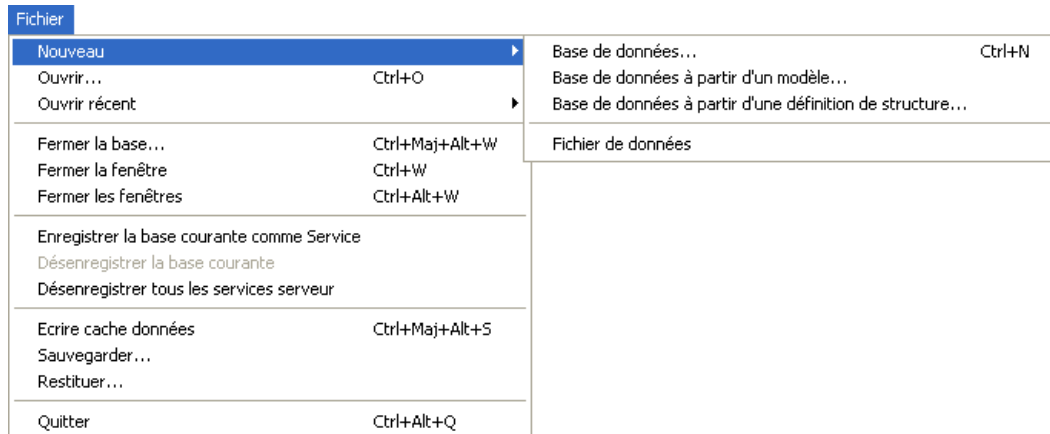 Fichier
Nouveau
Ouvrir... Ctrl+O
Ouvrir récent
Fermer la base... Ctrl+Maj+Alt+W
Fermer la fenêtre Ctrl+W
Fermer les fenêtres Ctrl+Alt+W
Enregistrer la base courante comme Service
Désenregistrer la base courante
Désenregistrer tous les services serveur
Ecrire cache données Ctrl+Maj+Alt+S
Sauvegarder...
Restituer...
Quitter Ctrl+Alt+Q
Base de données... Ctrl+N
Base de données à partir d'un modèle...
Base de données à partir d'une définition de structure...
Fichier de données